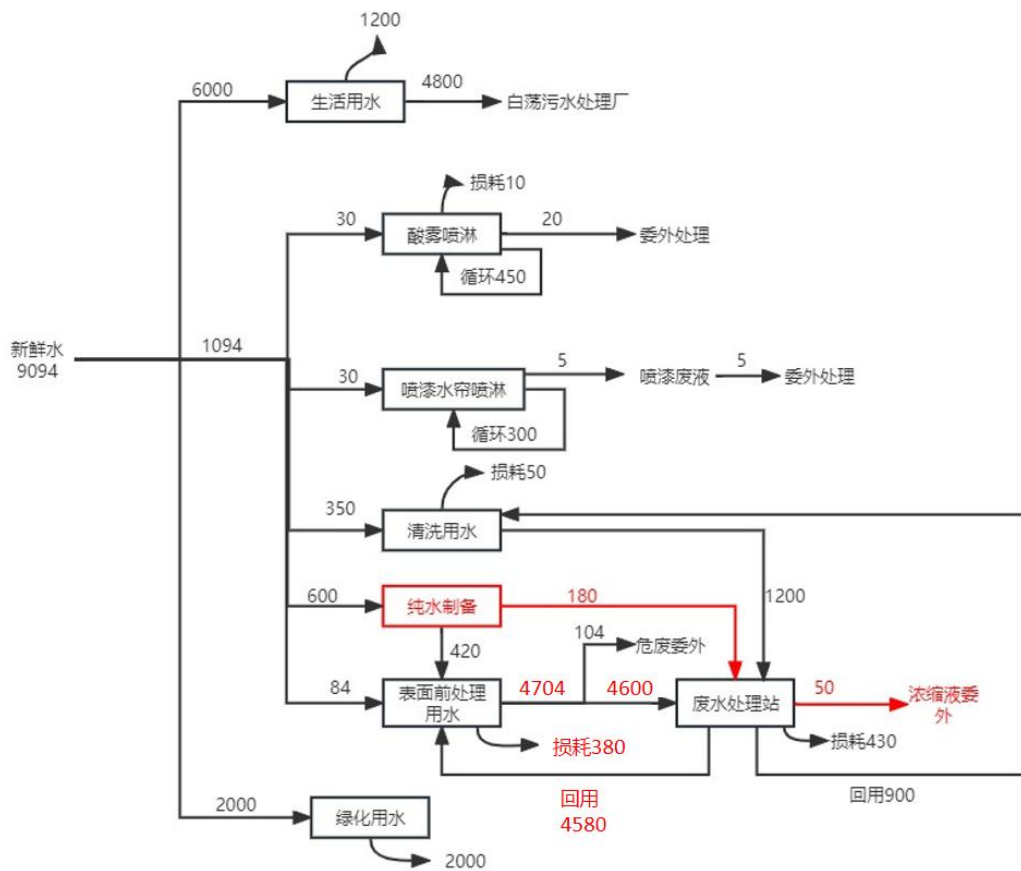 1200
6000
生活用水
4800
白荡污水处理厂
损耗10
30
酸雾喷淋
20
委外处理
循环450
新鲜水
9094
1094
30
喷漆水帘喷淋
5
喷漆废液
5
委外处理
循环300
损耗50
350
清洗用水
600
纯水制备
180
1200
420
104
危废委外
84
表面前处理
用水
4704
4600
废水处理站
50
浓缩液委
外
损耗380
损耗430
回用
4580
回用900
2000
绿化用水
2000